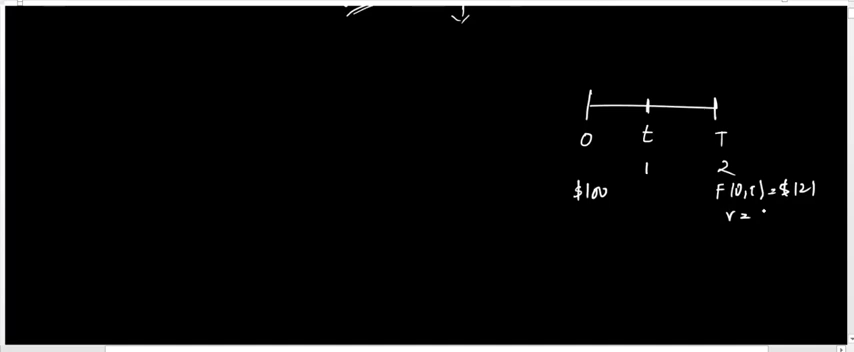 0 t T
1 2
$100 F(0,T) = $121
r =